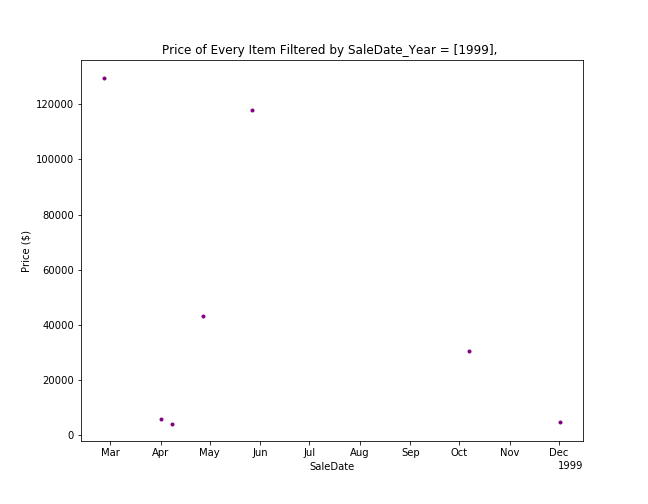 Price of Every Item Filtered by SaleDate_Year = [1999],
Price ($)
120000
100000
80000
60000
40000
20000
0
Mar Apr May Jun Jul Aug Sep Oct Nov Dec
SaleDate
1999